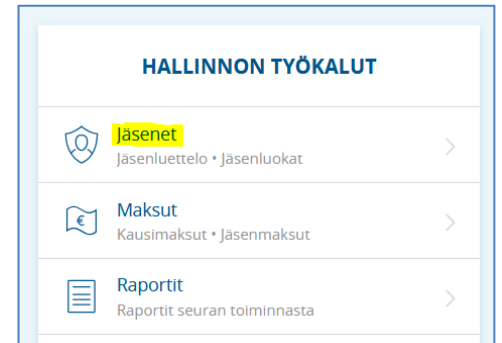 HALLINNON TYÖKALUT
Jäsenet
Jäsenluettelo • Jäsenluokat
Maksut
Kausimaksut • Jäsenmaksut
Raportit
Raportit seuran toiminnasta